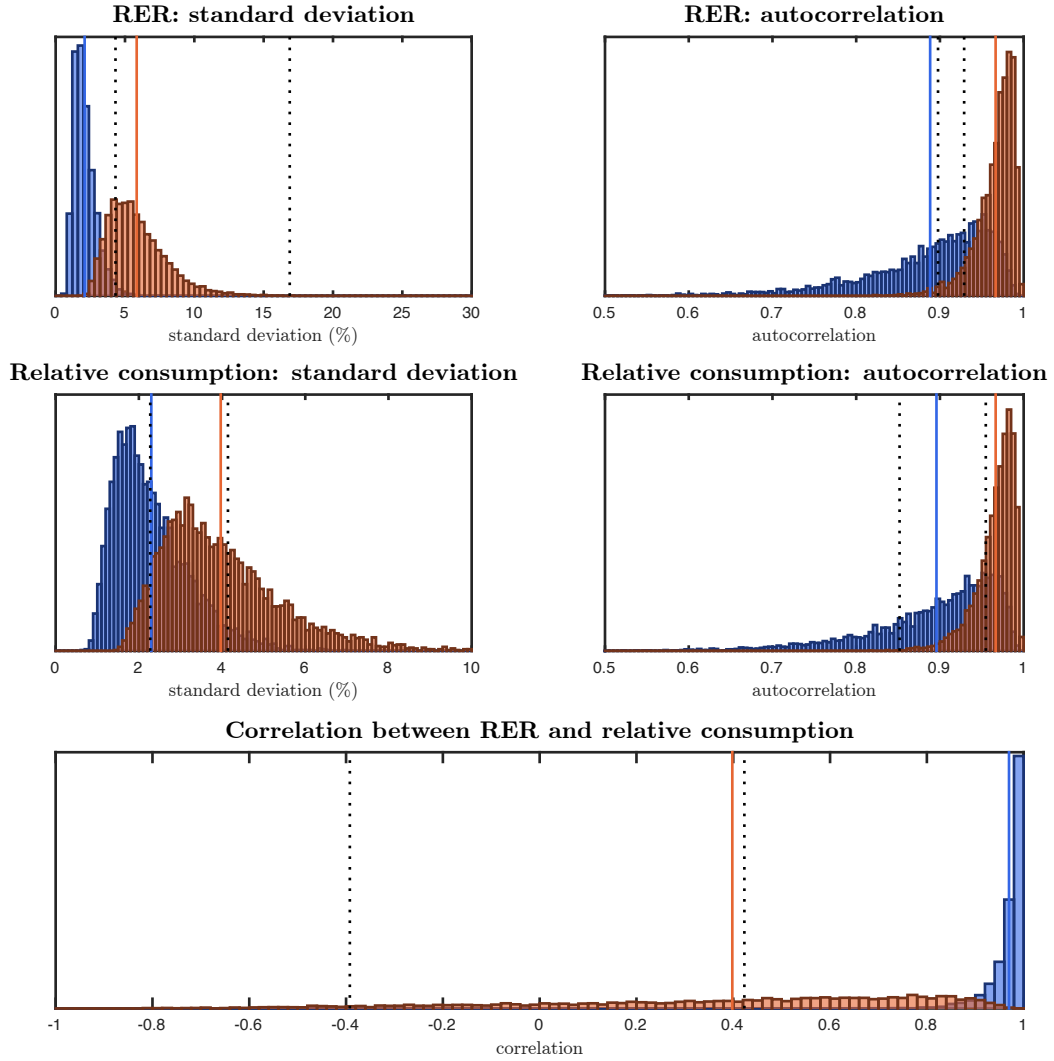 RER: standard deviation
RER: autocorrelation
0 5 10 15 20 25 30
0.5 0.6 0.7 0.8 0.9 1
standard deviation (%)
autocorrelation
Relative consumption: standard deviation
Relative consumption: autocorrelation
0 2 4 6 8 10
0.5 0.6 0.7 0.8 0.9 1
standard deviation (%)
autocorrelation
Correlation between RER and relative consumption
-1 -0.8 -0.6 -0.4 -0.2 0 0.2 0.4 0.6 0.8 1
correlation